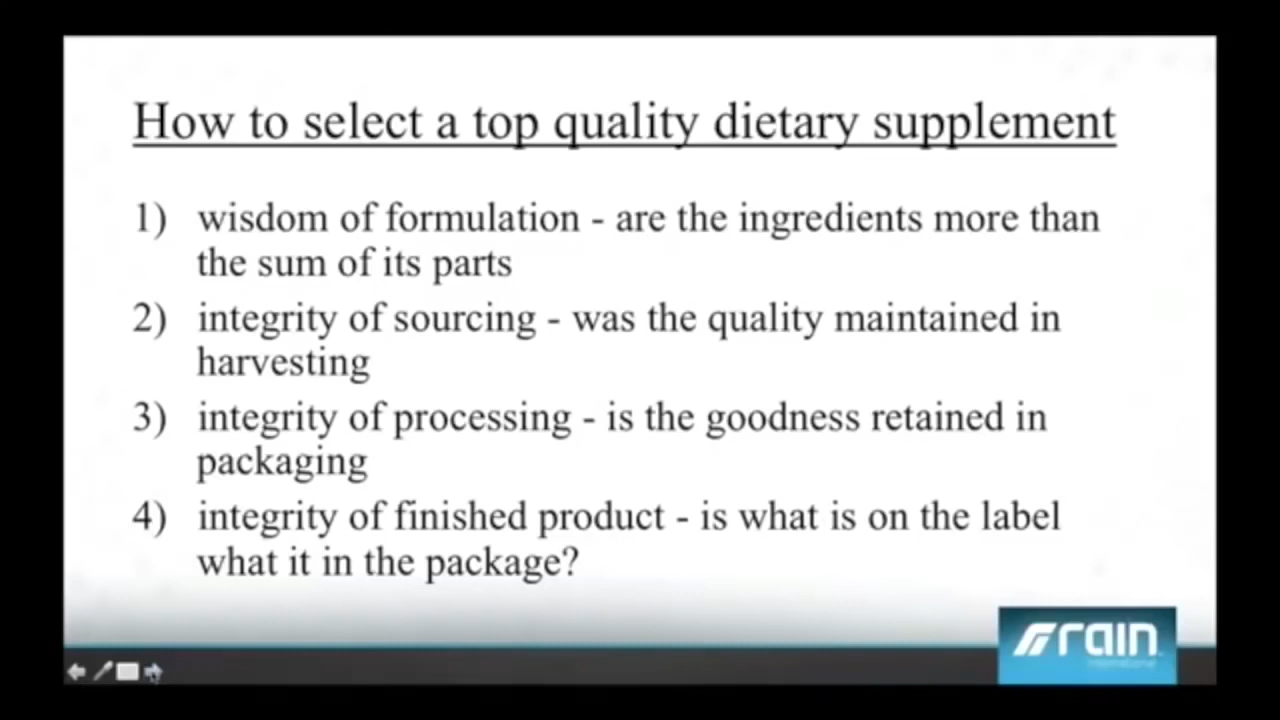 How to select a top quality dietary supplement
1) wisdom of formulation - are the ingredients more than
the sum of its parts
2) integrity of sourcing - was the quality maintained in
harvesting
3) integrity of processing - is the goodness retained in
packaging
4) integrity of finished product - is what is on the label
what it in the package?
rain
international